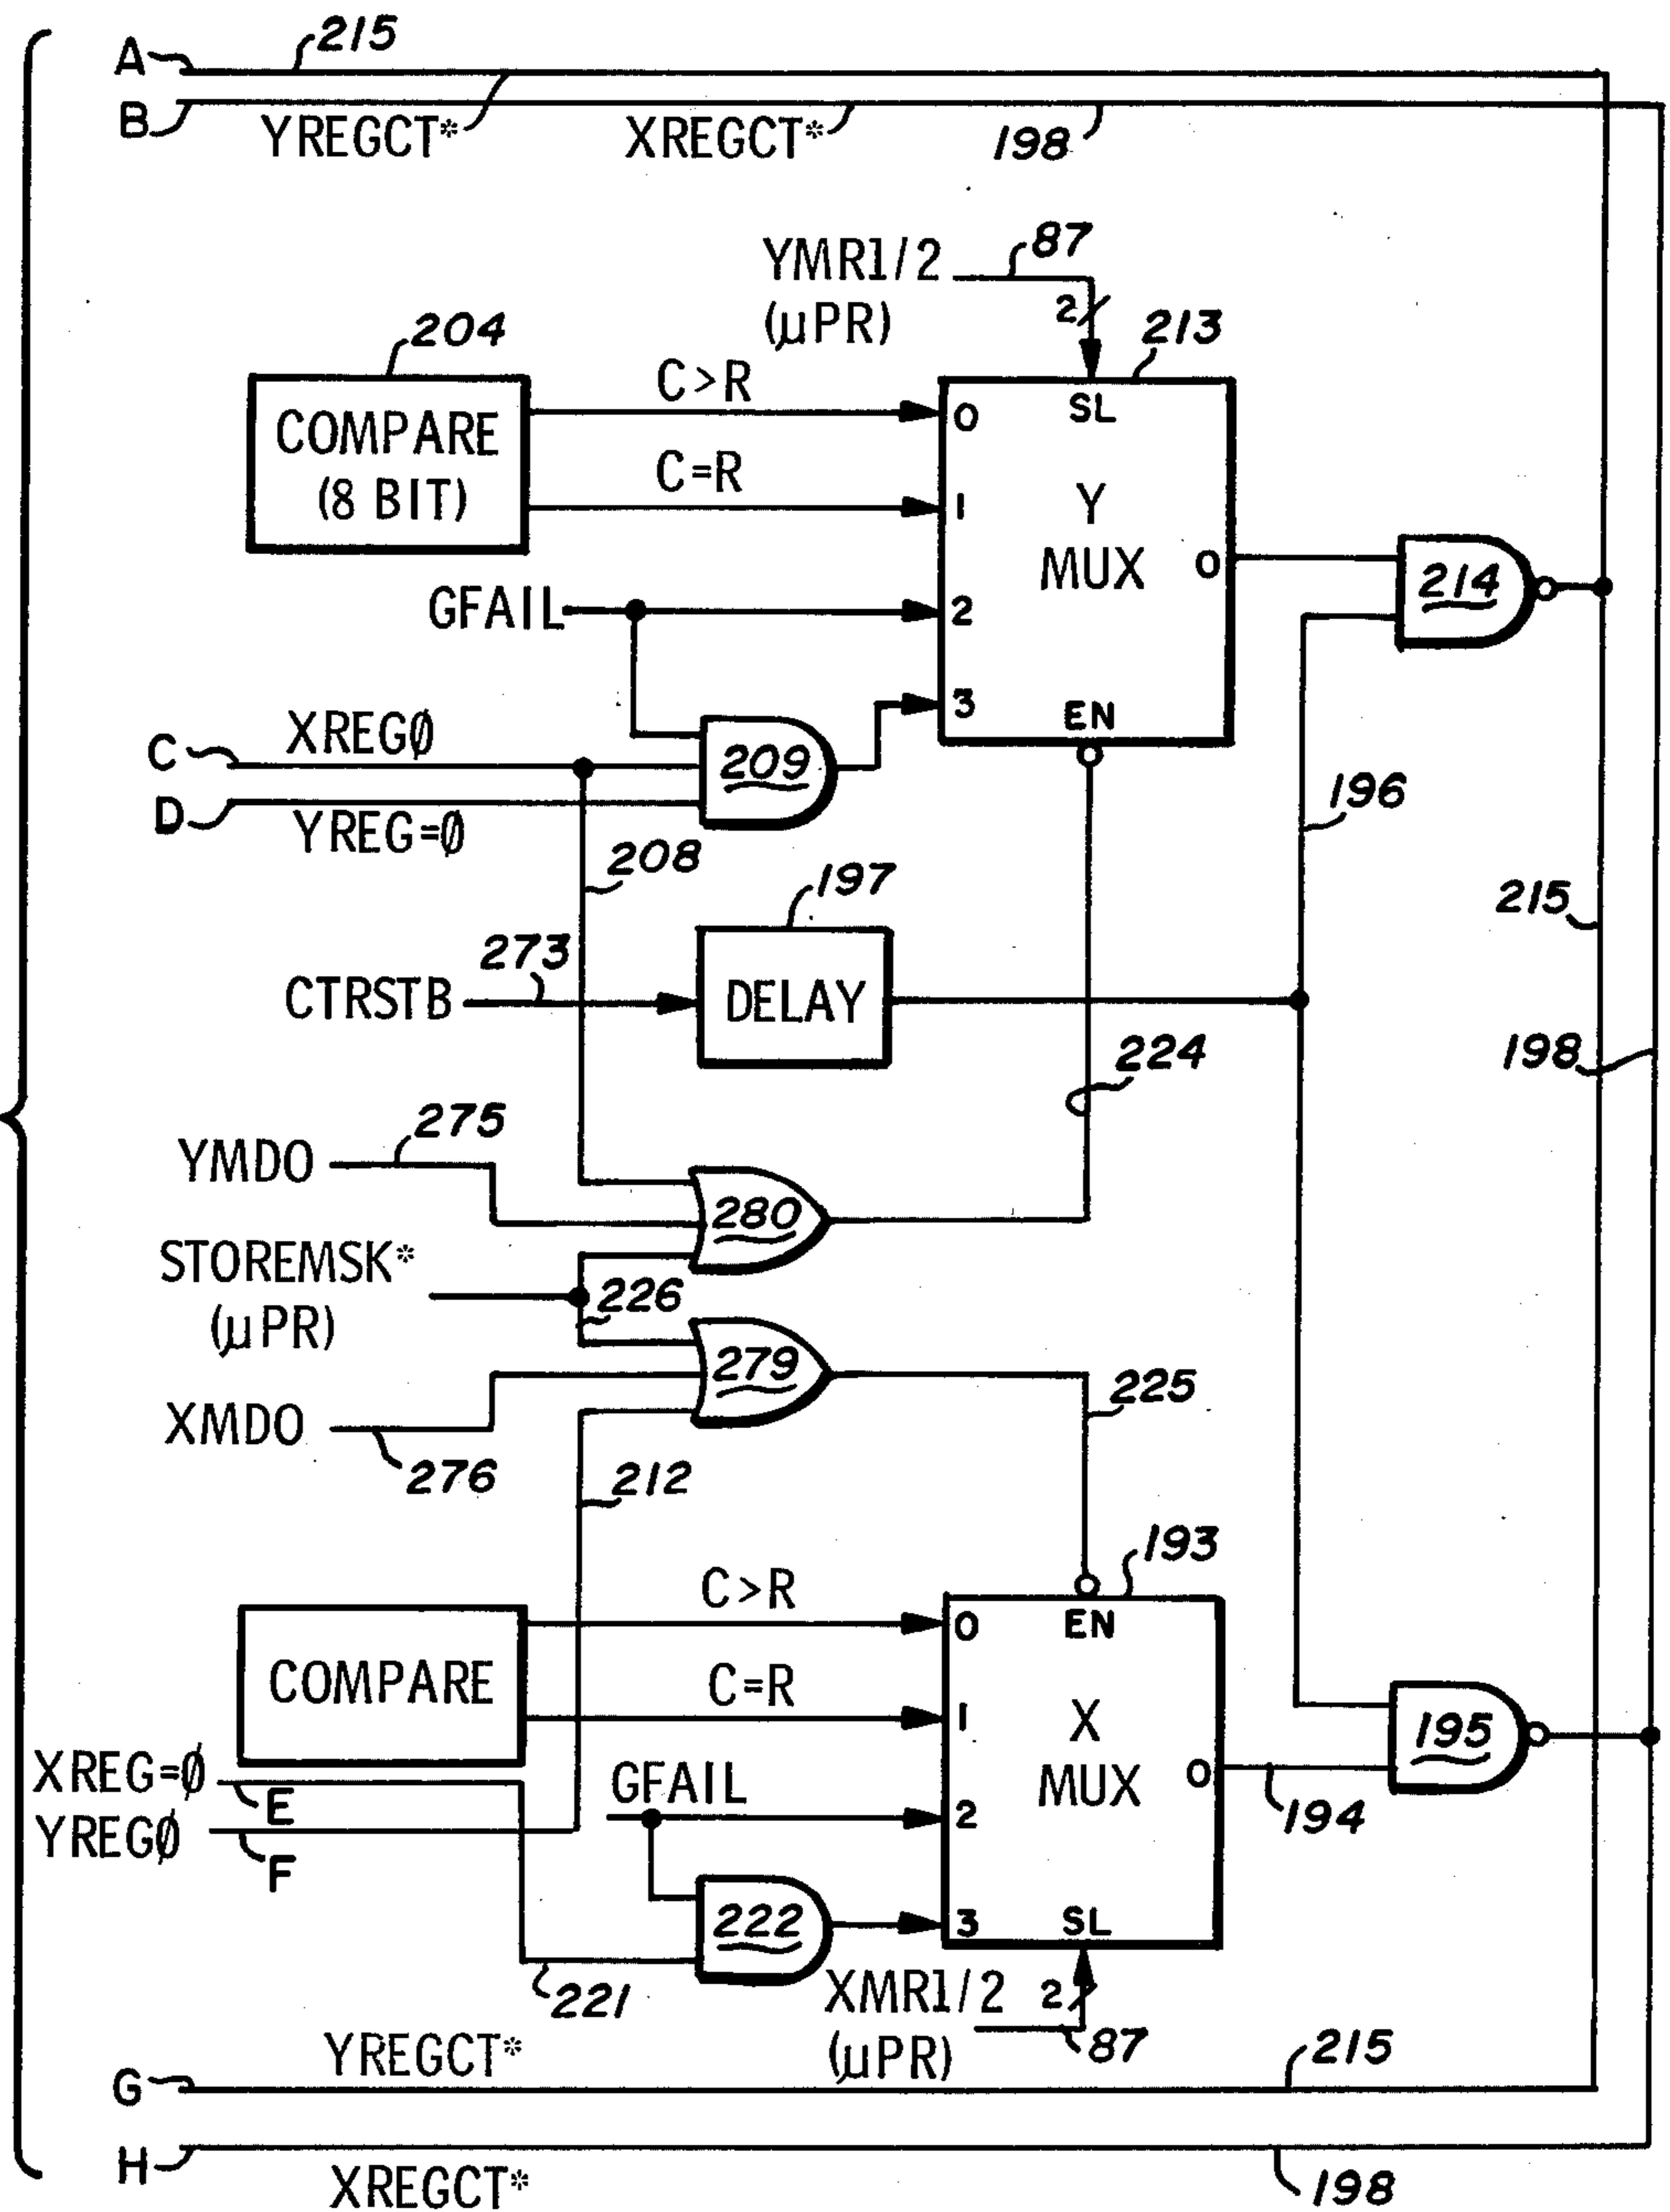 A 215
B YREGCT* XREGCT* 198
YMR1/2 87
(µPR) 2
204 213
COMPARE
(8 BIT)
C>R 0 SL
C=R 1 Y
MUX 0 214
GFAIL 2
3 EN
C XREGØ 209
D YREG=Ø
208 196
197
CTRSTB 273 DELAY
215
224 198
YMDO 275
280
STOREMSK*
(µPR) 226
279
XMDO 276
225
212
193
C>R 0 EN
COMPARE C=R 1 X
MUX 0 195
194
XREG=Ø E GFAIL 2
YREGØ F
222 3 SL
221 XMR1/2 2
(µPR) 87
G YREGCT* 215
H XREGCT* 198